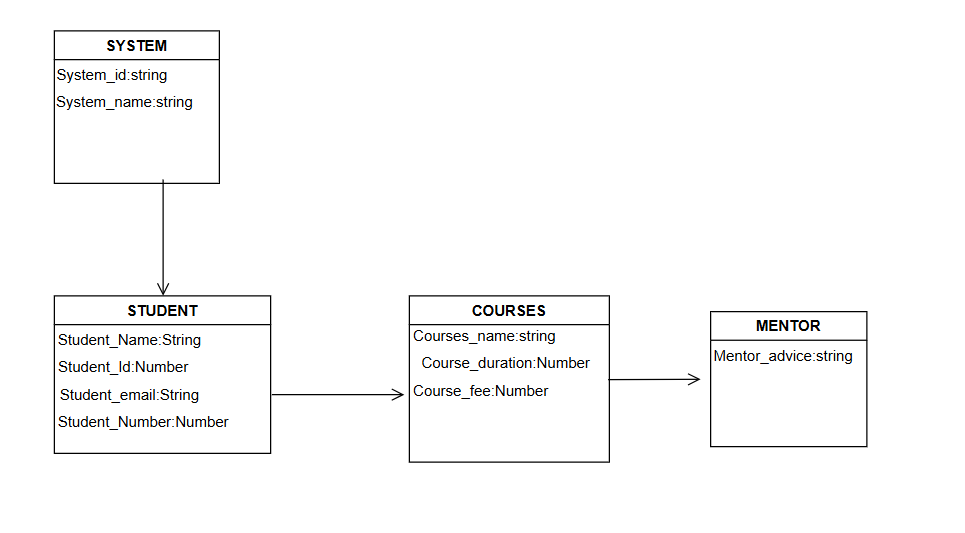 SYSTEM
System_id:string
System_name:string
STUDENT
Student_Name:String
Student_Id:Number
Student_email:String
Student_Number:Number
COURSES
Courses_name:string
Course_duration:Number
Course_fee:Number
MENTOR
Mentor_advice:string